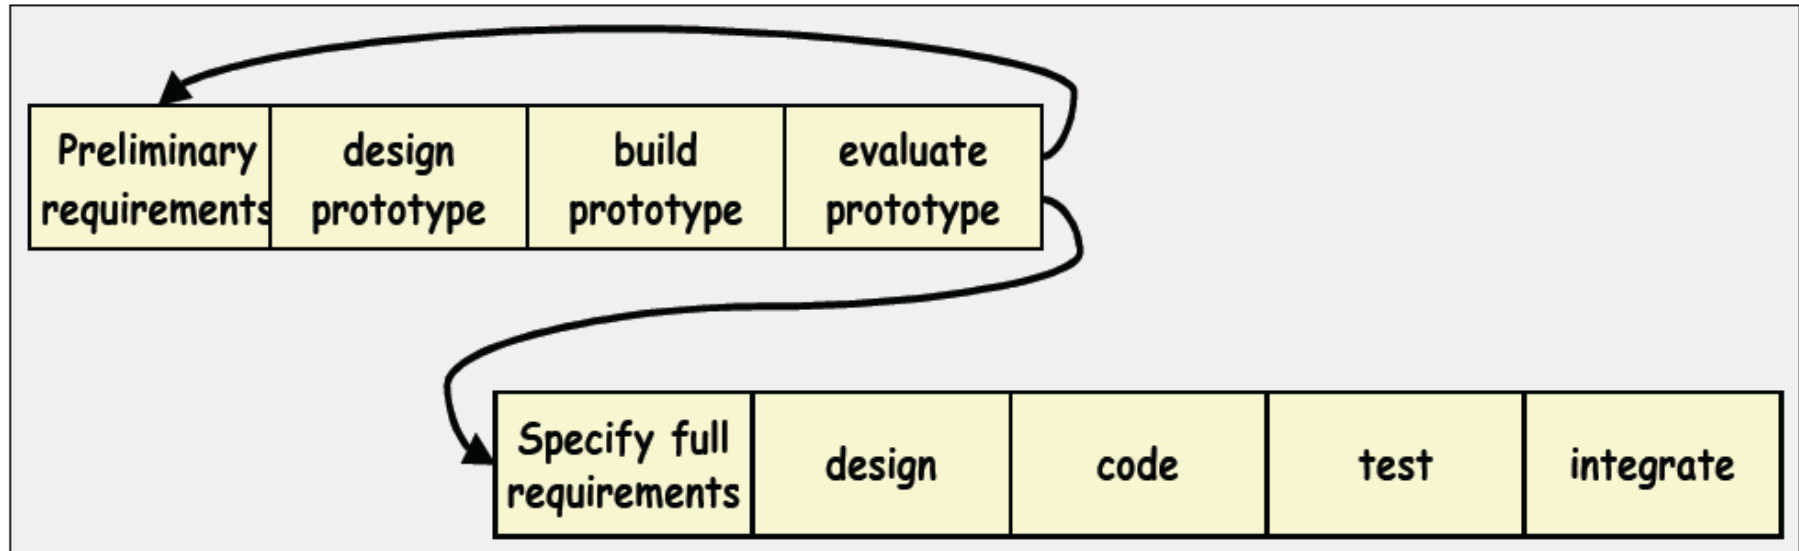 Preliminary
requirements
design
prototype
build
prototype
evaluate
prototype
Specify full
requirements
design
code
test
integrate